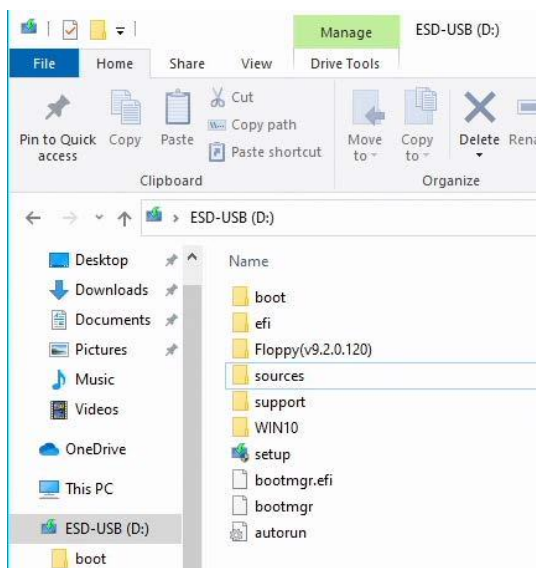 Manage ESD-USB (D:)
File Home Share View Drive Tools
Pin to Quick access
Copy
Paste
Cut
Copy path
Paste shortcut
Move to
Copy to
Delete
Rena
Clipboard Organize
ESD-USB (D:)
Desktop
Downloads
Documents
Pictures
Music
Videos
OneDrive
This PC
ESD-USB (D:)
boot
Name
boot
efi
Floppy(v9.2.0.120)
sources
support
WIN10
setup
bootmgr.efi
bootmgr
autorun